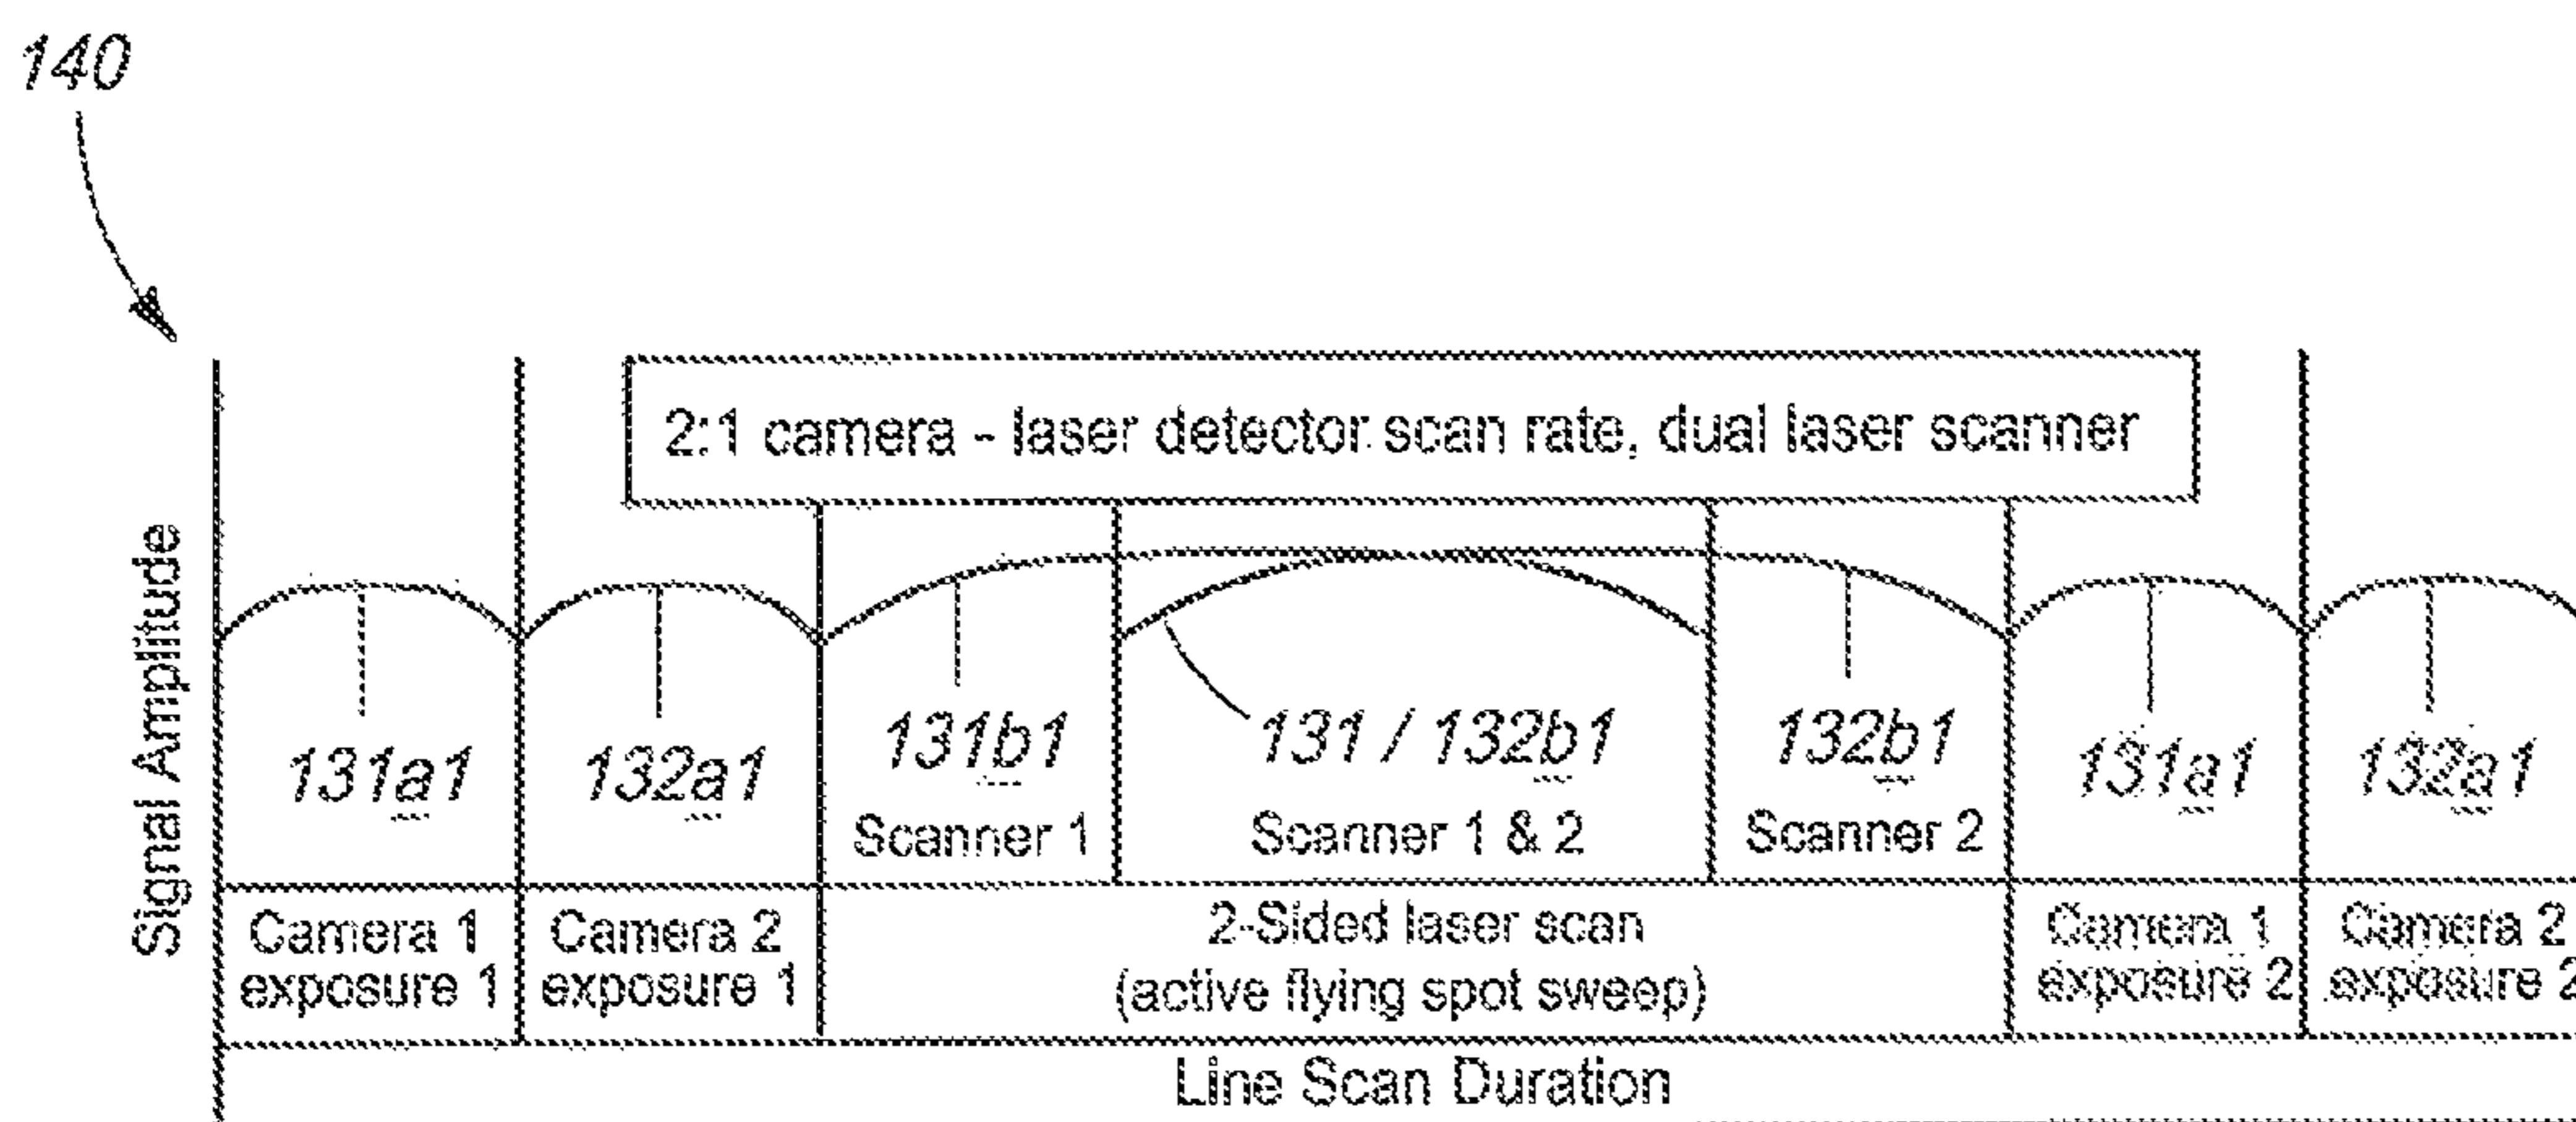 140
2:1 camera - laser detector scan rate, dual laser scanner
Signal Amplitude
131a1
132a1
131b1
131 / 132b1
132b1
131a1
132a1
Scanner 1
Scanner 1 & 2
Scanner 2
Camera 1
exposure 1
Camera 2
exposure 1
2-Sided laser scan
(active flying spot sweep)
Camera 1
exposure 2
Camera 2
exposure 2
Line Scan Duration